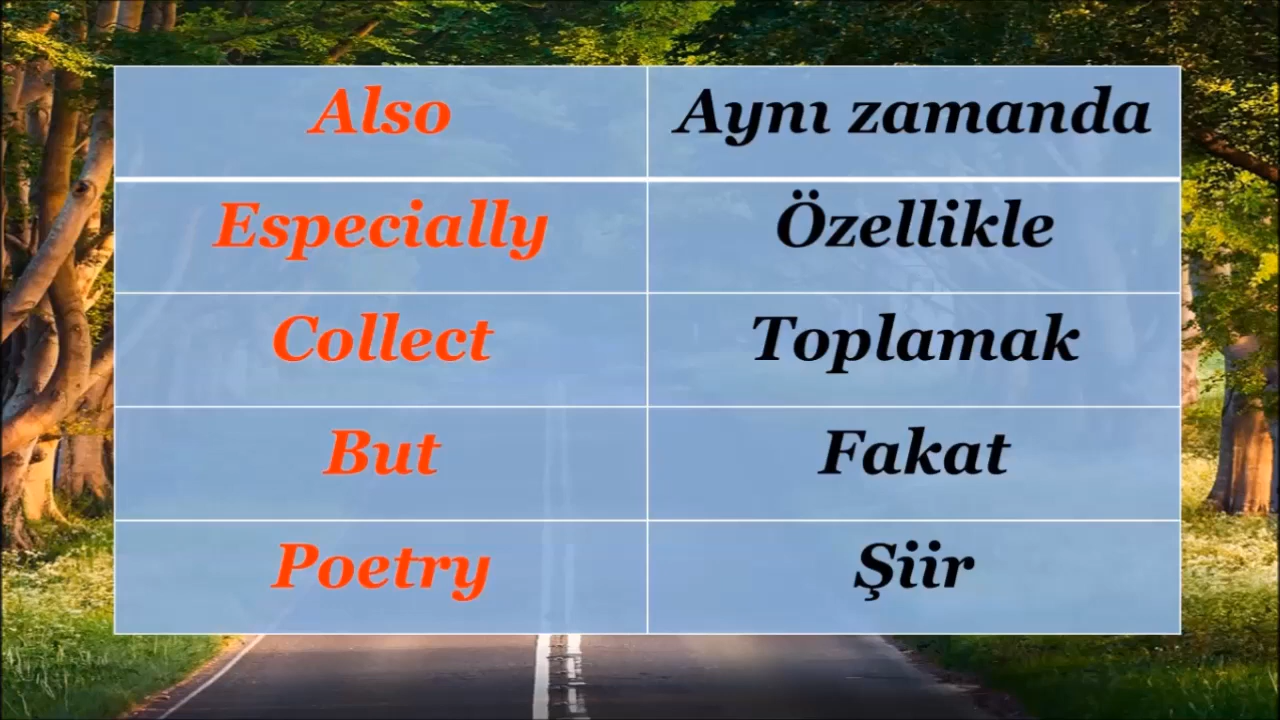 Also Aynı zamanda
Especially Özellikle
Collect Toplamak
But Fakat
Poetry Şiir